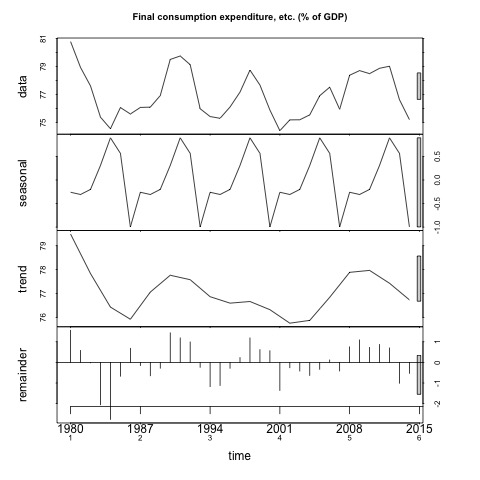 Final consumption expenditure, etc. (% of GDP)
data
75 77 79 81
seasonal
-1.0 -0.5 0.0 0.5
trend
76 77 78 79
remainder
-2 -1 0 1
1980 1987 1994 2001 2008 2015
1 2 3 4 5 6
time